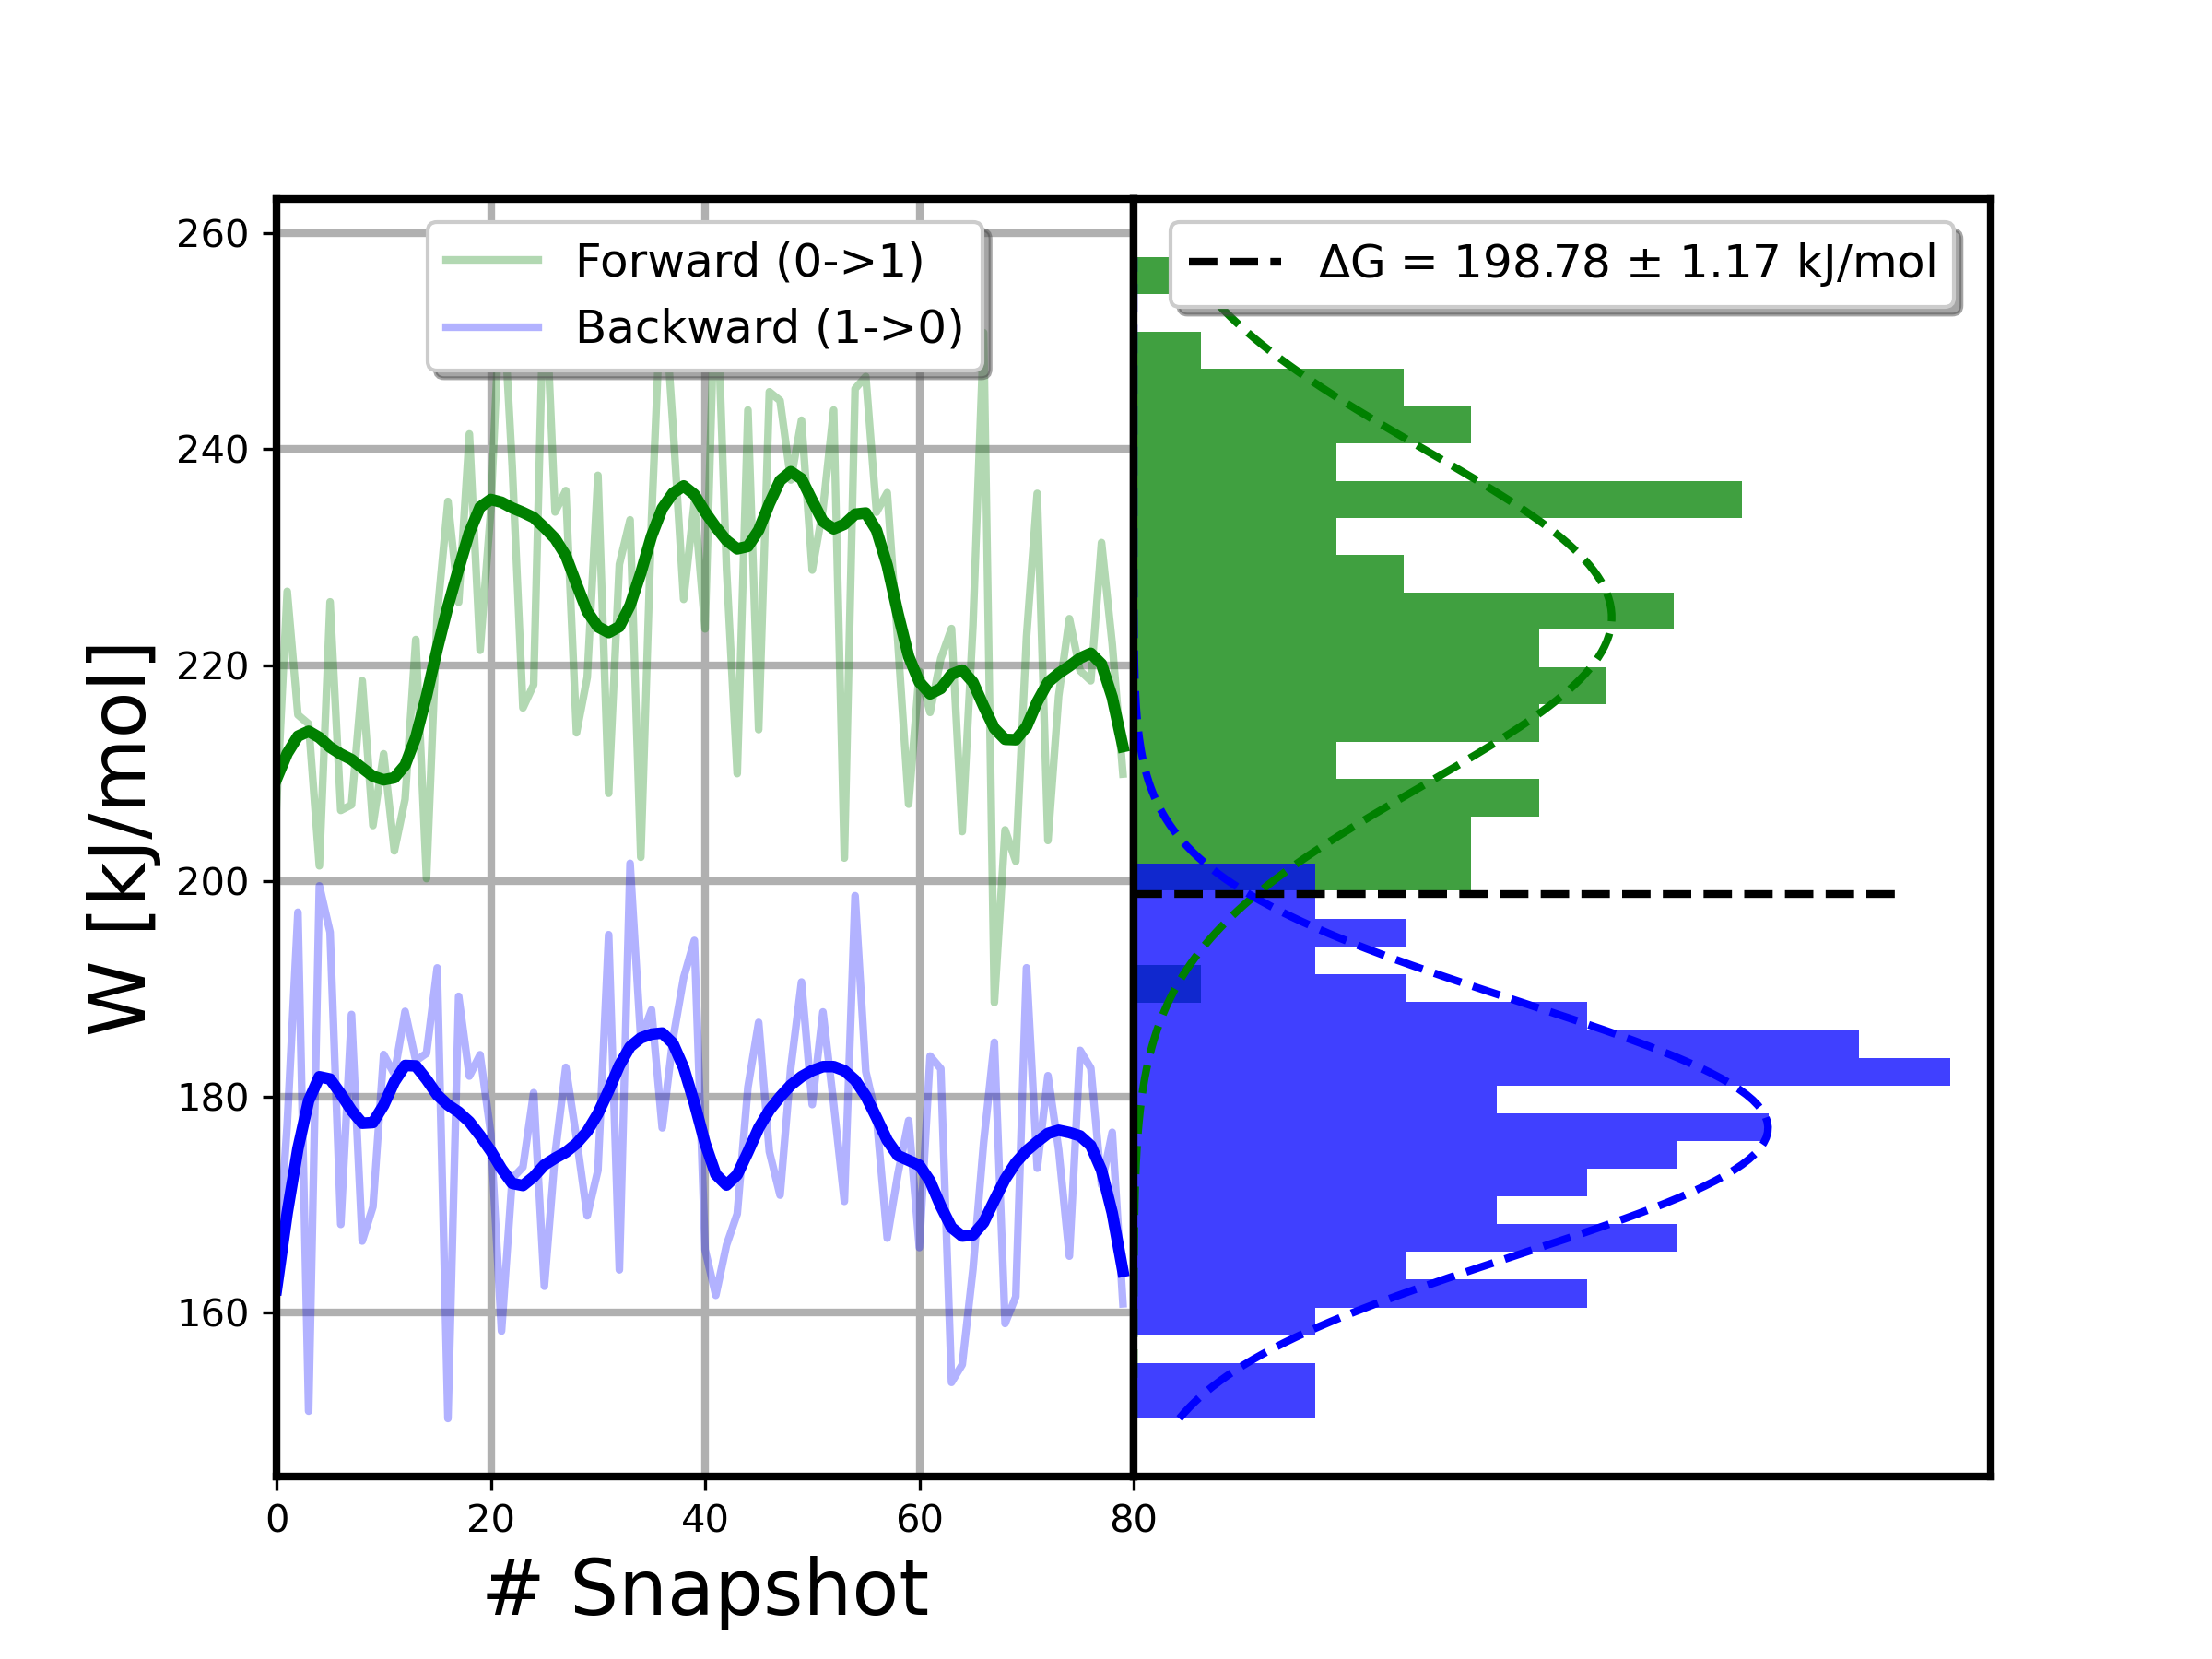 Forward (0->1)
Backward (1->0)
ΔG = 198.78 ± 1.17 kJ/mol
W [kJ/mol]
260
240
220
200
180
160
0 20 40 60 80
# Snapshot